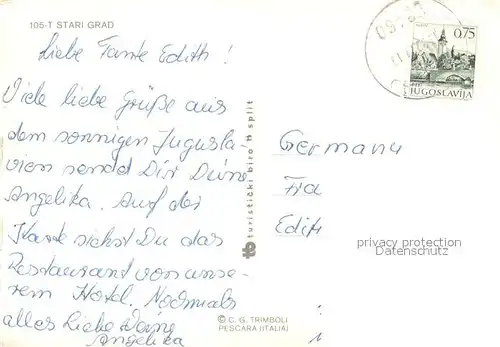 105-T STARI GRAD
Liebe Tante Edith!
Viele liebe Grüße aus
dem sonnigen Jugosla
vien sendet Dir Deine
Angelika. Auf der
Karte siehst Du das
Restaurant von unse-
rem Hotel. Nochmals
alles Liebe Deine
Angelika
turistički biro tb split
tb
© C. G. TRIMBOLI
PESCARA (ITALIA)
0,75
JUGOSLAVIJA
Germany
Fra
Edith
privacy protection
Datenschutz